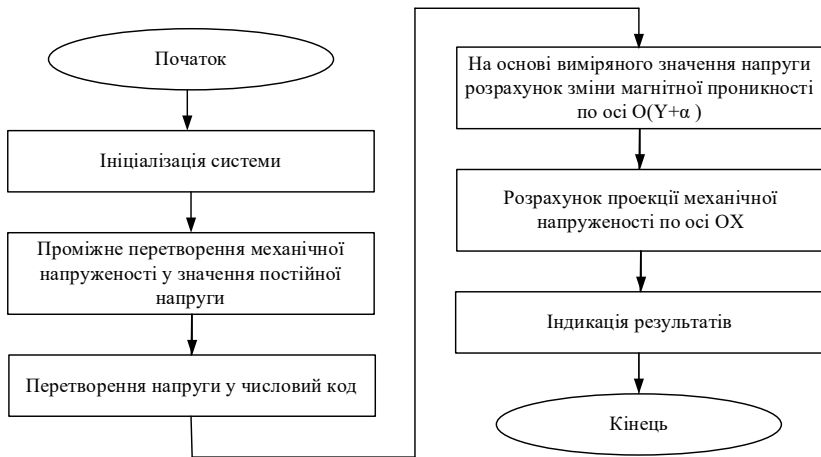 Початок
Ініціалізація системи
Проміжне перетворення механічної
напруженості у значення постійної
напруги
Перетворення напруги у числовий код
На основі виміряного значення напруги
розрахунок зміни магнітної проникності
по осі O(Y+α )
Розрахунок проекції механічної
напруженості по осі OX
Індикація результатів
Кінець